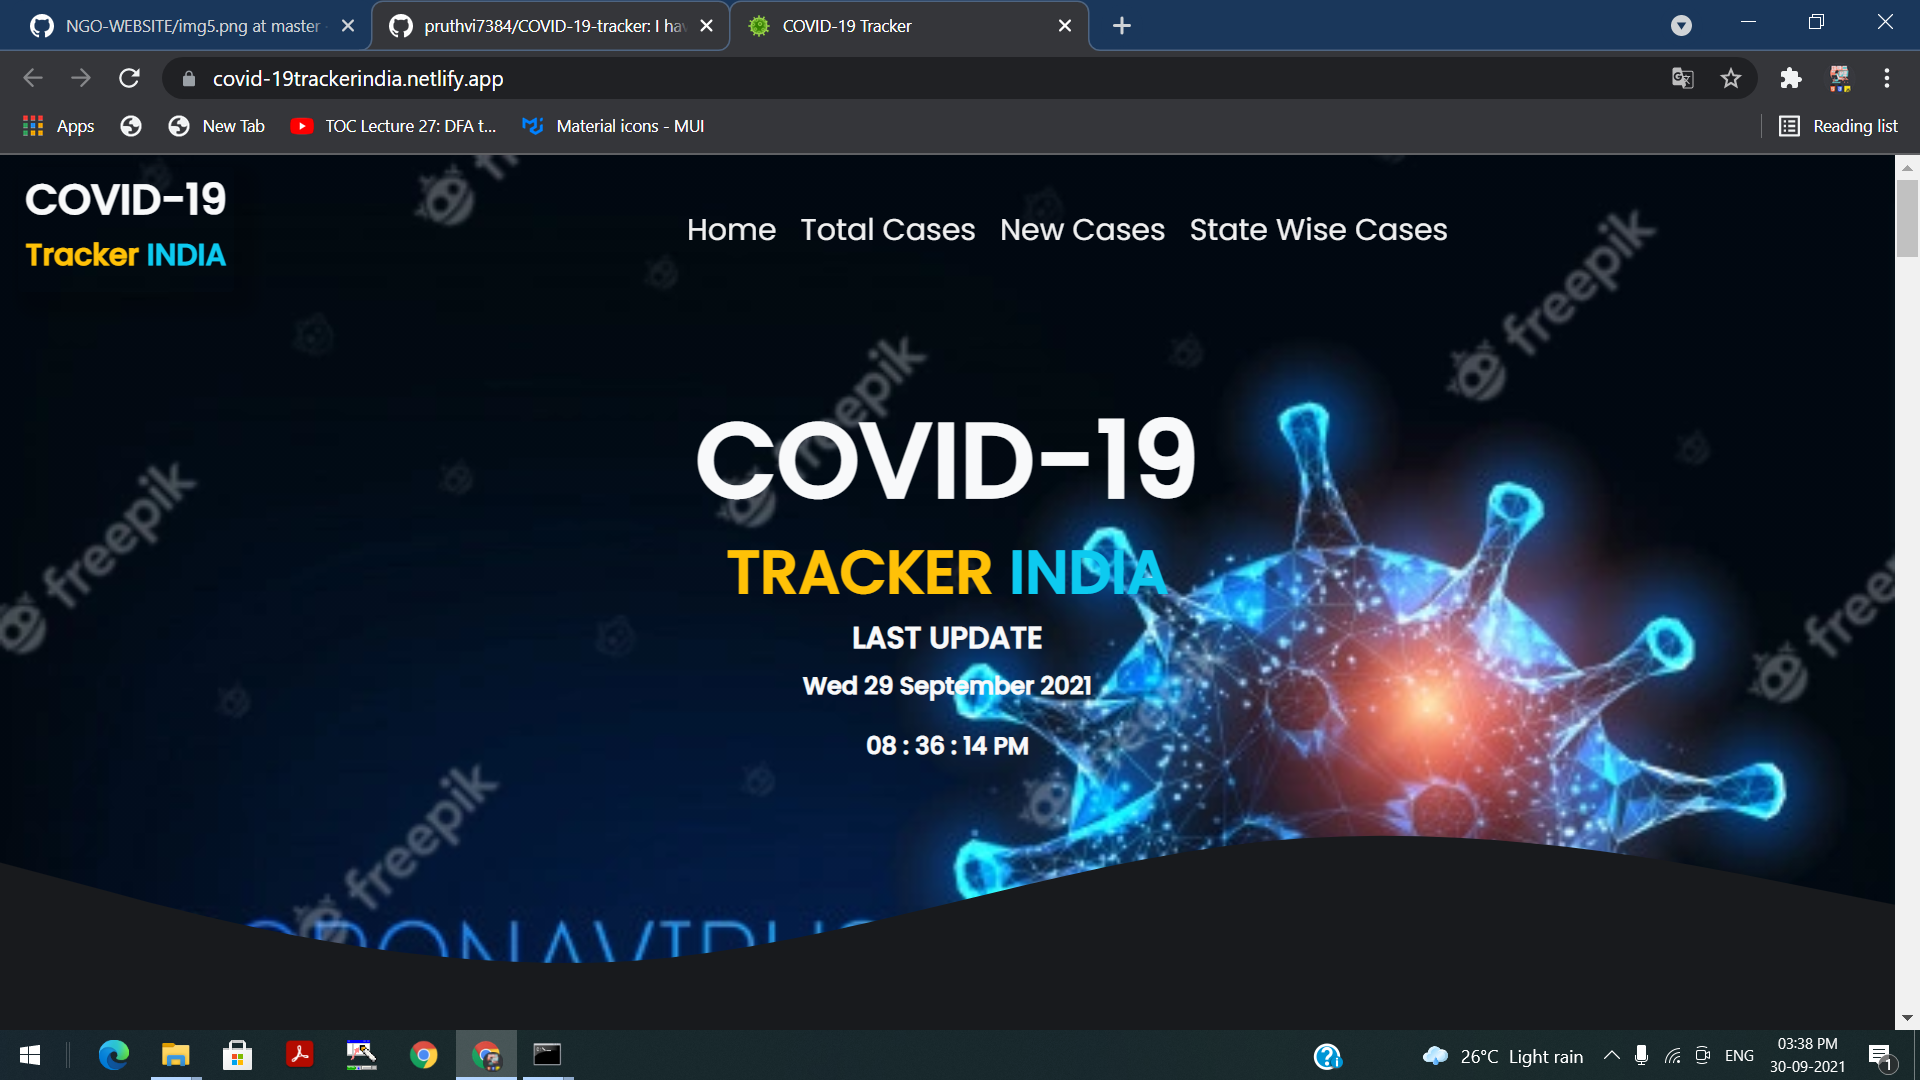 NGO-WEBSITE/img5.png at master
pruthvi7384/COVID-19-tracker: I hav
COVID-19 Tracker
covid-19trackerindia.netlify.app
Apps
New Tab
TOC Lecture 27: DFA t...
Material icons - MUI
Reading list
COVID-19
Tracker INDIA
Home Total Cases New Cases State Wise Cases
freepik
freepik
freepik
COVID-19
TRACKER INDIA
LAST UPDATE
Wed 29 September 2021
08 : 36 : 14 PM
freepik
freepik
26°C Light rain
ENG
03:38 PM
30-09-2021
1